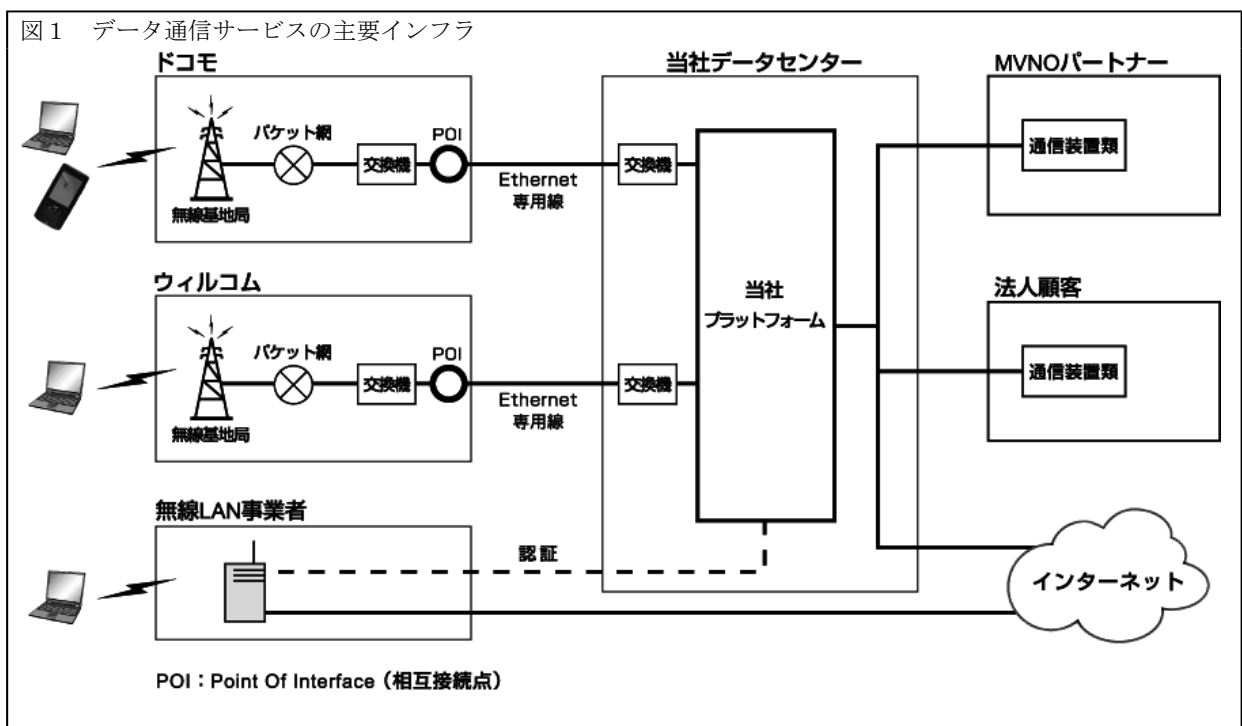 図1 データ通信サービスの主要インフラ
ドコモ
無線基地局
パケット網
交換機
POI
Ethernet
専用線
当社データセンター
交換機
当社
プラットフォーム
MVNOパートナー
通信装置類
ウィルコム
無線基地局
パケット網
交換機
POI
Ethernet
専用線
交換機
法人顧客
通信装置類
無線LAN事業者
認証
インターネット
POI:Point Of Interface(相互接続点)